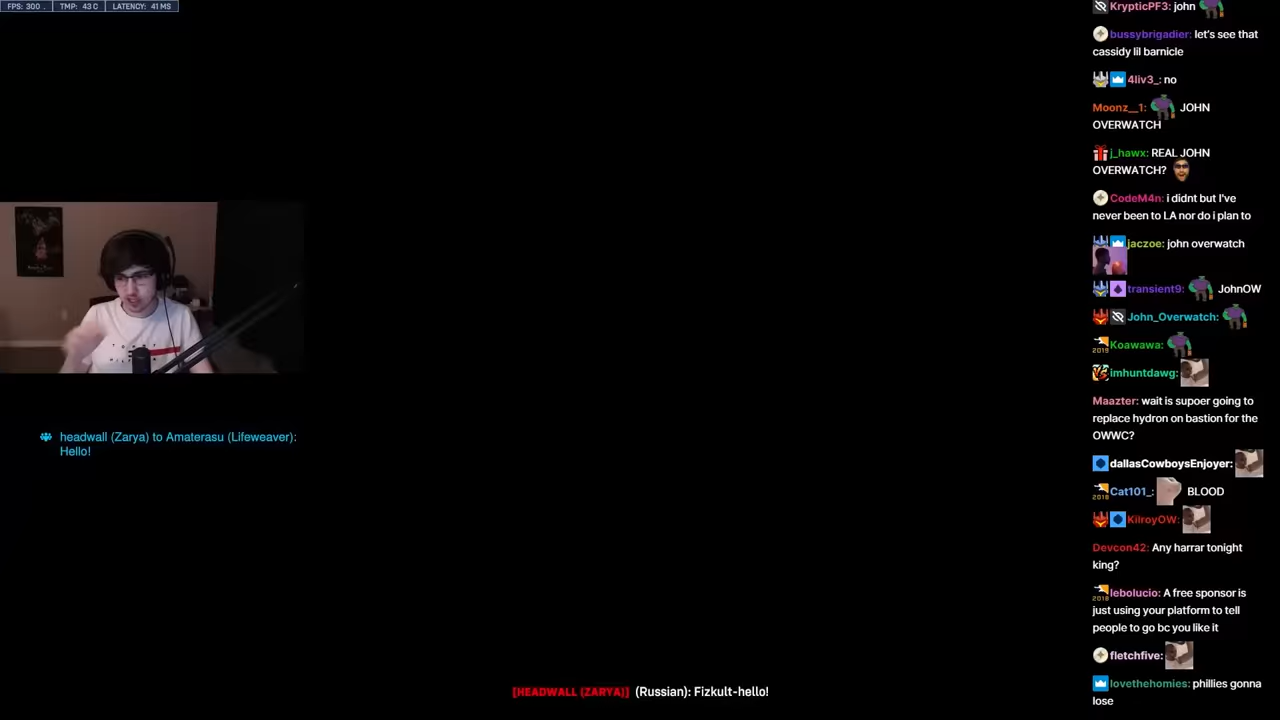 FPS: 300 . TMP: 43 C LATENCY: 41 MS
headwall (Zarya) to Amaterasu (Lifeweaver):
Hello!
[HEADWALL (ZARYA)] (Russian): Fizkult-hello!
KrypticPF3: john
bussybrigadier: let's see that
cassidy lil barnicle
4liv3_: no
Moonz__1: JOHN
OVERWATCH
j_hawx: REAL JOHN
OVERWATCH?
CodeM4n: i didnt but I've
never been to LA nor do i plan to
jaczoe: john overwatch
transient9: JohnOW
John_Overwatch:
2018 Koawawa:
imhuntdawg:
Maazter: wait is supoer going to
replace hydron on bastion for the
OWWC?
dallasCowboysEnjoyer:
2018 Cat101_: BLOOD
KilroyOW:
Devcon42: Any harrar tonight
king?
2018 lebolucio: A free sponsor is
just using your platform to tell
people to go bc you like it
fletchfive:
lovethehomies: phillies gonna
lose